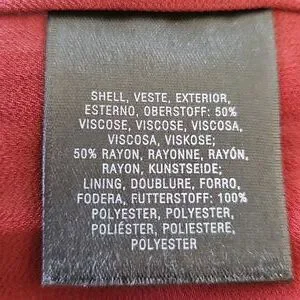 SHELL, VESTE, EXTERIOR,
ESTERNO, OBERSTOFF: 50%
VISCOSE, VISCOSE, VISCOSA,
VISCOSA, VISKOSE;
50% RAYON, RAYONNE, RAYÓN,
RAYON, KUNSTSEIDE;
LINING, DOUBLURE, FORRO,
FODERA, FUTTERSTOFF: 100%
POLYESTER, POLYESTER,
POLIÉSTER, POLIESTERE,
POLYESTER